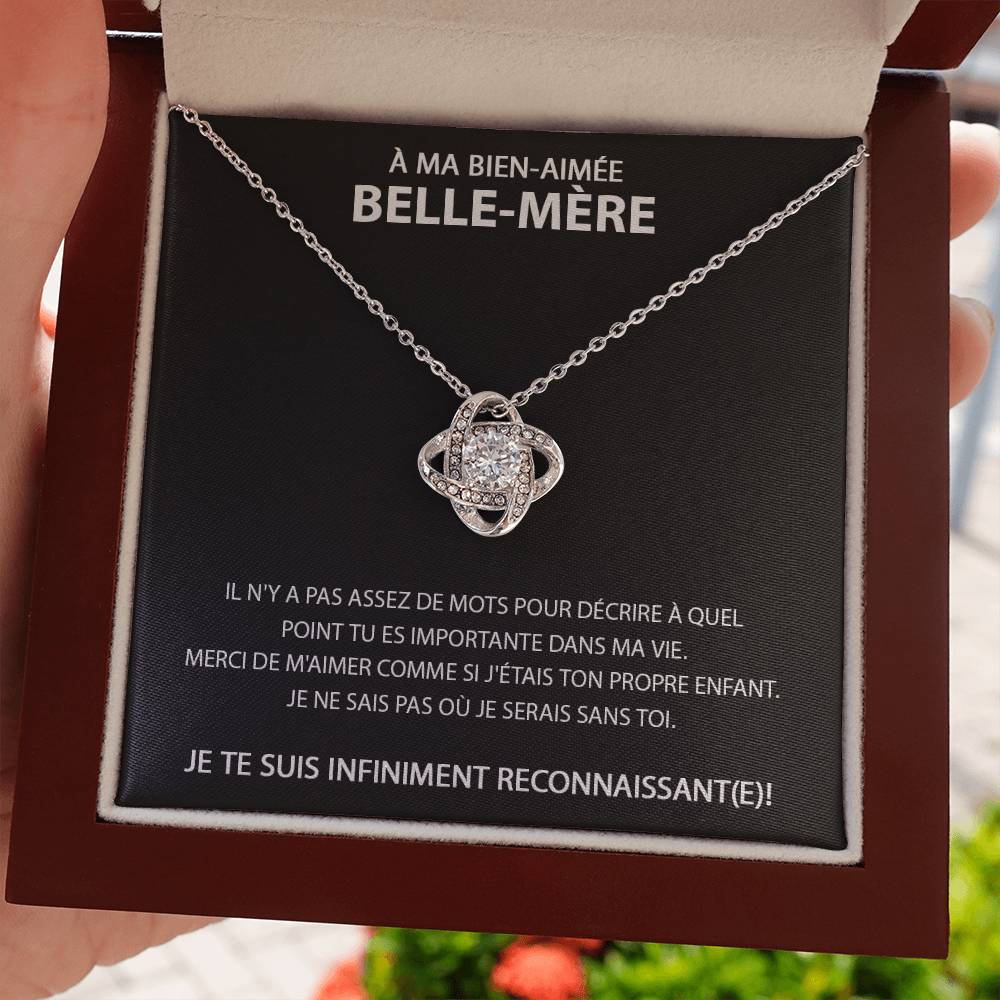 À MA BIEN-AIMÉE
BELLE-MÈRE
IL N'Y A PAS ASSEZ DE MOTS POUR DÉCRIRE À QUEL
POINT TU ES IMPORTANTE DANS MA VIE.
MERCI DE M'AIMER COMME SI J'ÉTAIS TON PROPRE ENFANT.
JE NE SAIS PAS OÙ JE SERAIS SANS TOI.
JE TE SUIS INFINIMENT RECONNAISSANT(E)!